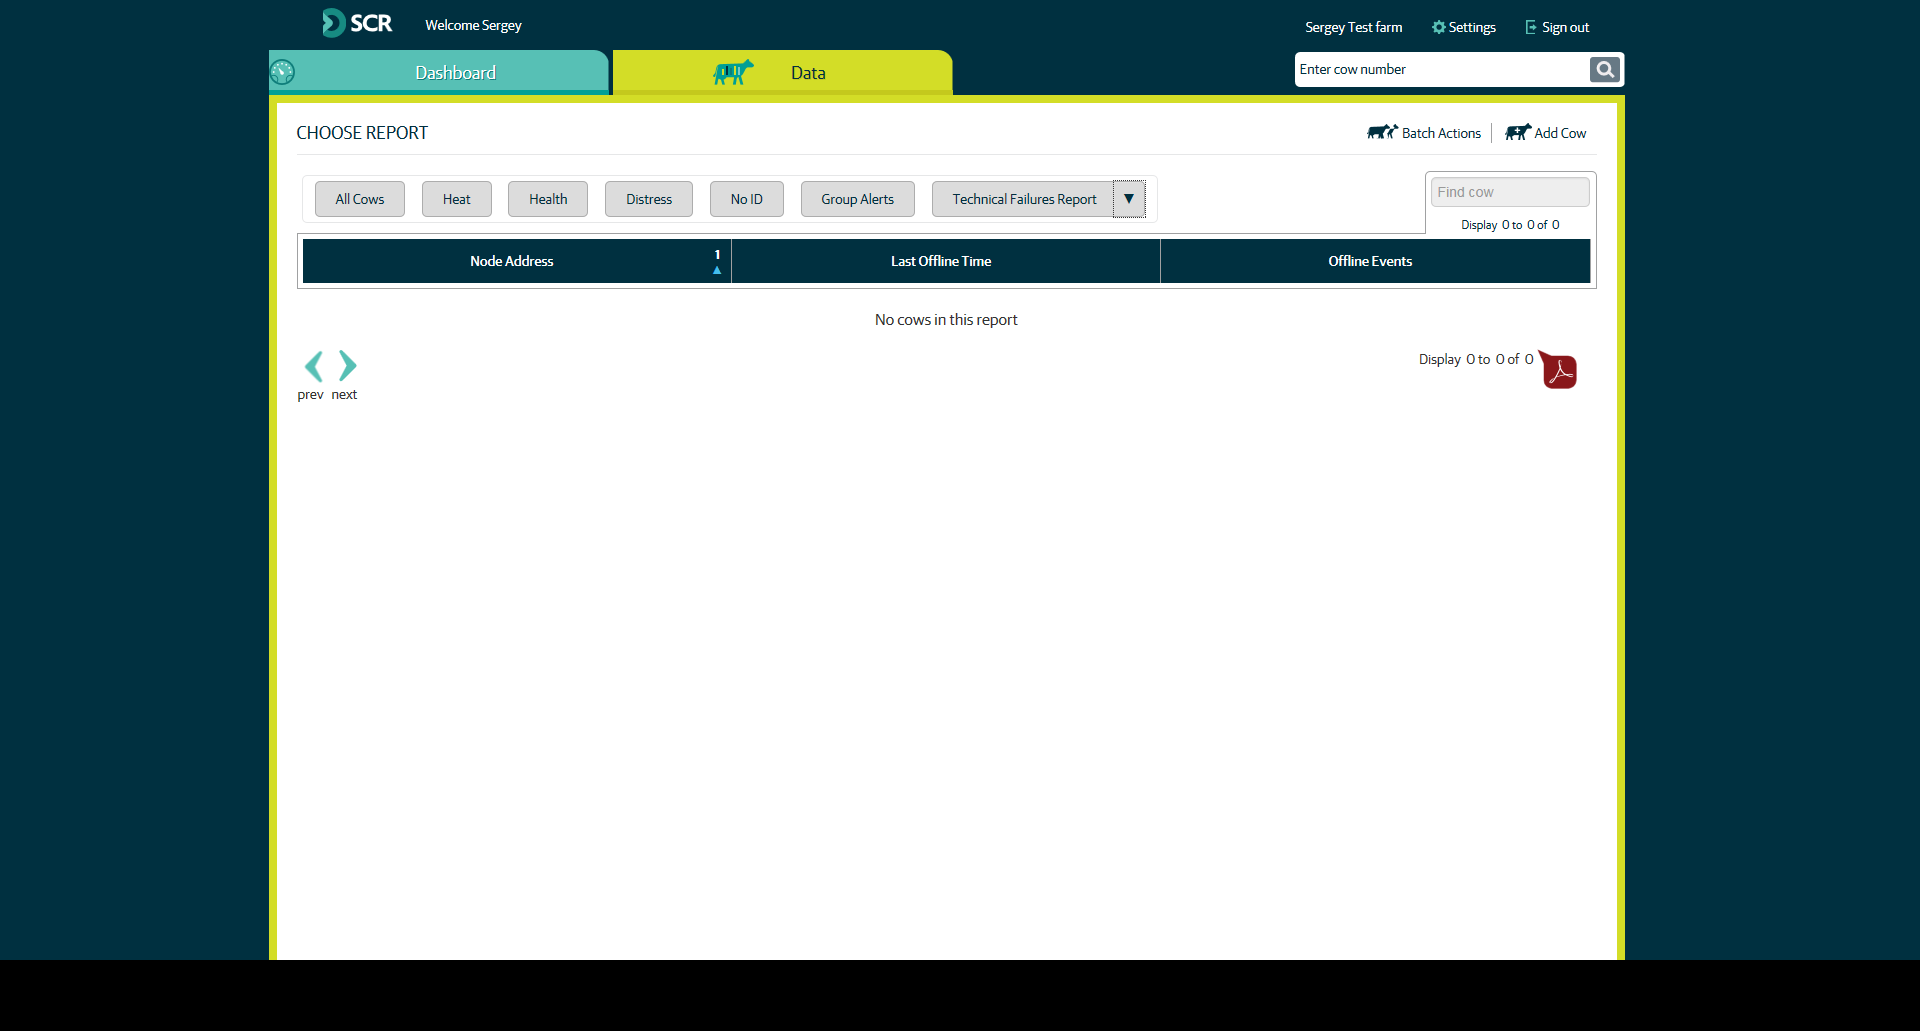 SCR
Welcome Sergey
Sergey Test farm
Settings
Sign out
Dashboard
Data
Enter cow number
CHOOSE REPORT
Batch Actions
Add Cow
All Cows
Heat
Health
Distress
No ID
Group Alerts
Technical Failures Report
Find cow
Display 0 to 0 of 0
Node Address
1
Last Offline Time
Offline Events
No cows in this report
prev
next
Display 0 to 0 of 0